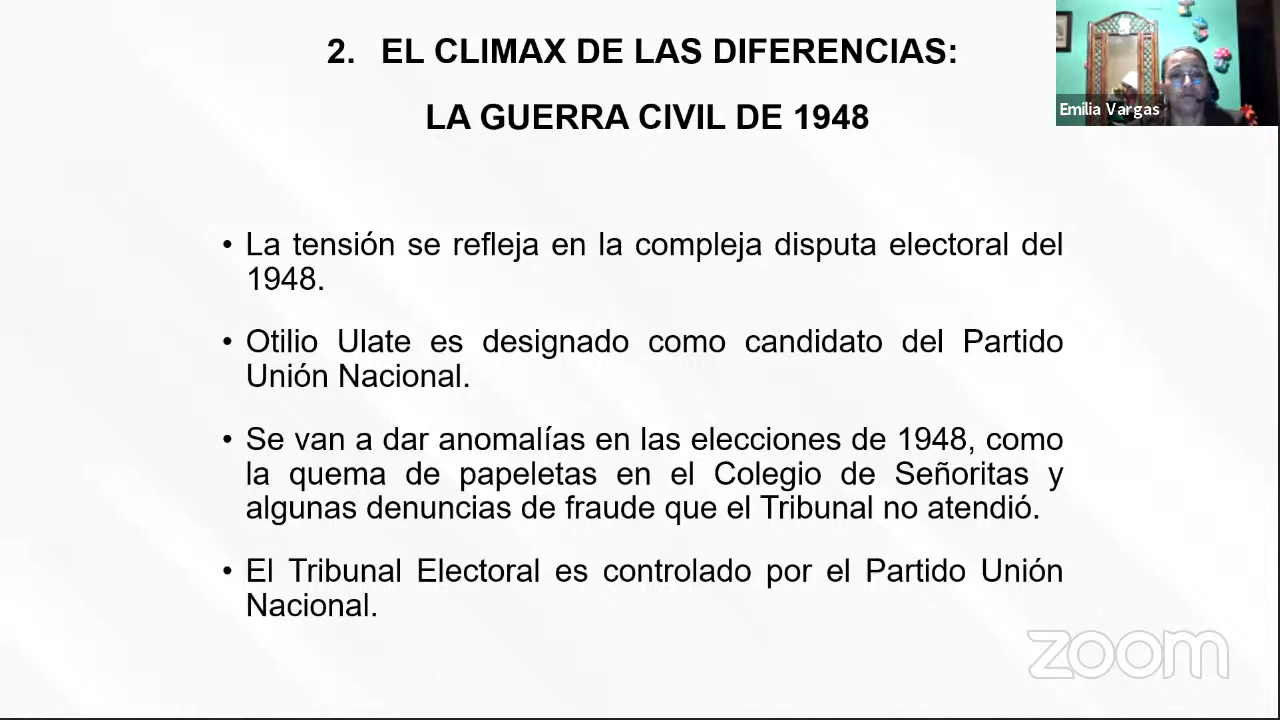 2. EL CLIMAX DE LAS DIFERENCIAS:
LA GUERRA CIVIL DE 1948
Emilia Vargas
• La tensión se refleja en la compleja disputa electoral del
1948.
• Otilio Ulate es designado como candidato del Partido
Unión Nacional.
• Se van a dar anomalías en las elecciones de 1948, como
la quema de papeletas en el Colegio de Señoritas y
algunas denuncias de fraude que el Tribunal no atendió.
• El Tribunal Electoral es controlado por el Partido Unión
Nacional.
zoom